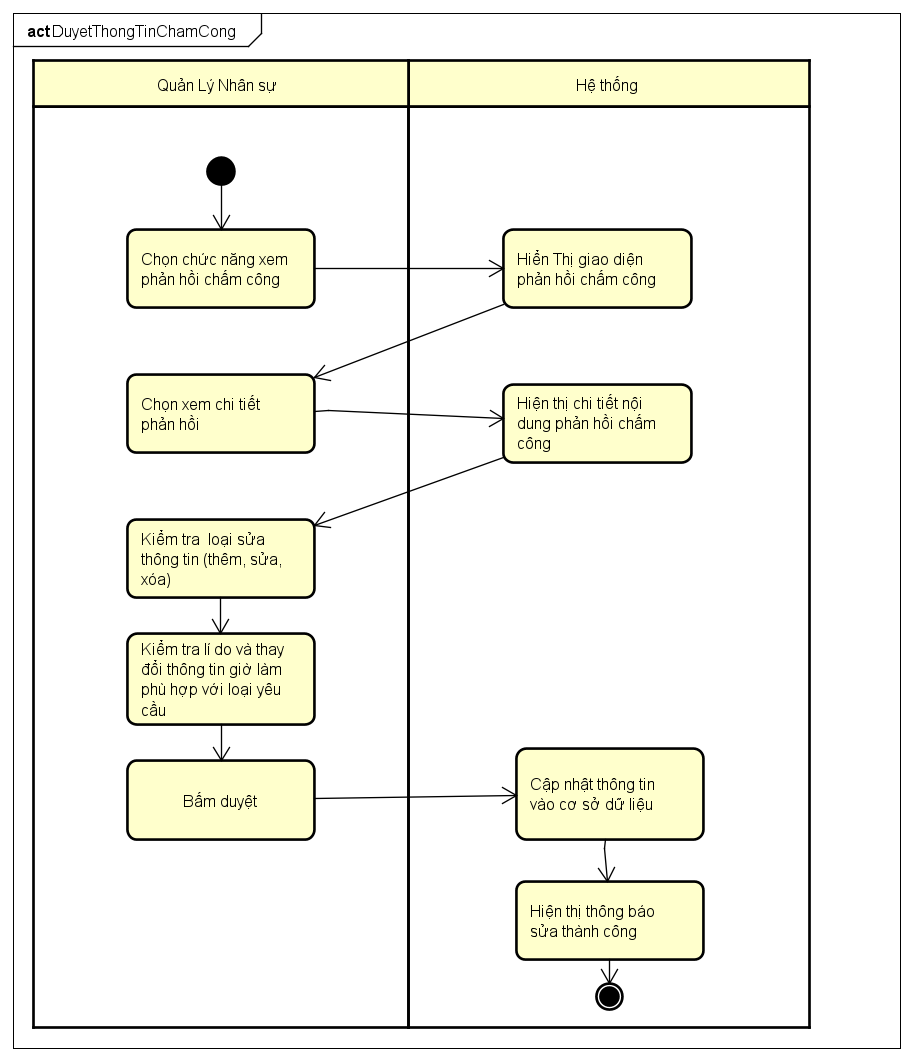 act DuyetThongTinChamCong
Quản Lý Nhân sự
Hệ thống
Chọn chức năng xem
phản hồi chấm công
Hiển Thị giao diện
phản hồi chấm công
Chọn xem chi tiết
phản hồi
Hiện thị chi tiết nội
dung phản hồi chấm
công
Kiểm tra loại sửa
thông tin (thêm, sửa,
xóa)
Kiểm tra lí do và thay
đổi thông tin giờ làm
phù hợp với loại yêu
cầu
Bấm duyệt
Cập nhật thông tin
vào cơ sở dữ liệu
Hiện thị thông báo
sửa thành công